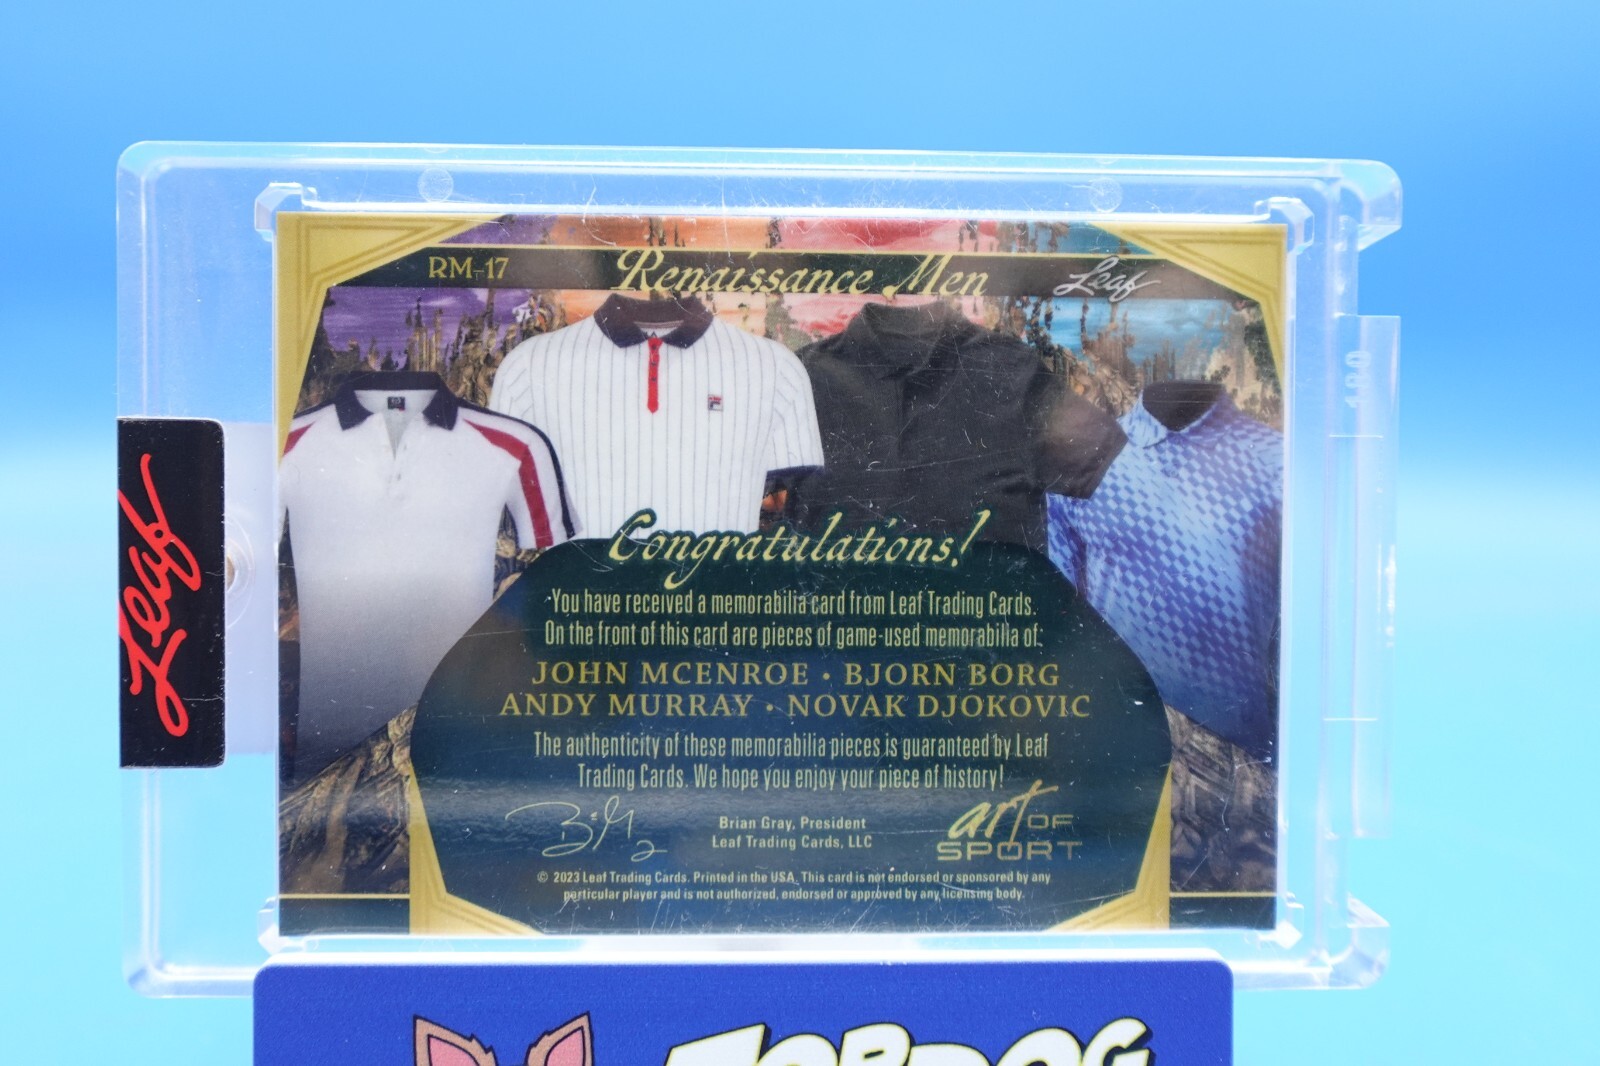 RM-17
Renaissance Men
Leaf
180
Leaf
Congratulations!
You have received a memorabilia card from Leaf Trading Cards.
On the front of this card are pieces of game-used memorabilia of:
JOHN MCENROE · BJORN BORG
ANDY MURRAY · NOVAK DJOKOVIC
The authenticity of these memorabilia pieces is guaranteed by Leaf
Trading Cards. We hope you enjoy your piece of history!
Brian Gray, President
Leaf Trading Cards, LLC
art OF
SPORT
© 2023 Leaf Trading Cards. Printed in the USA. This card is not endorsed or sponsored by any
particular player and is not authorized, endorsed or approved by any licensing body.
TOPDOG